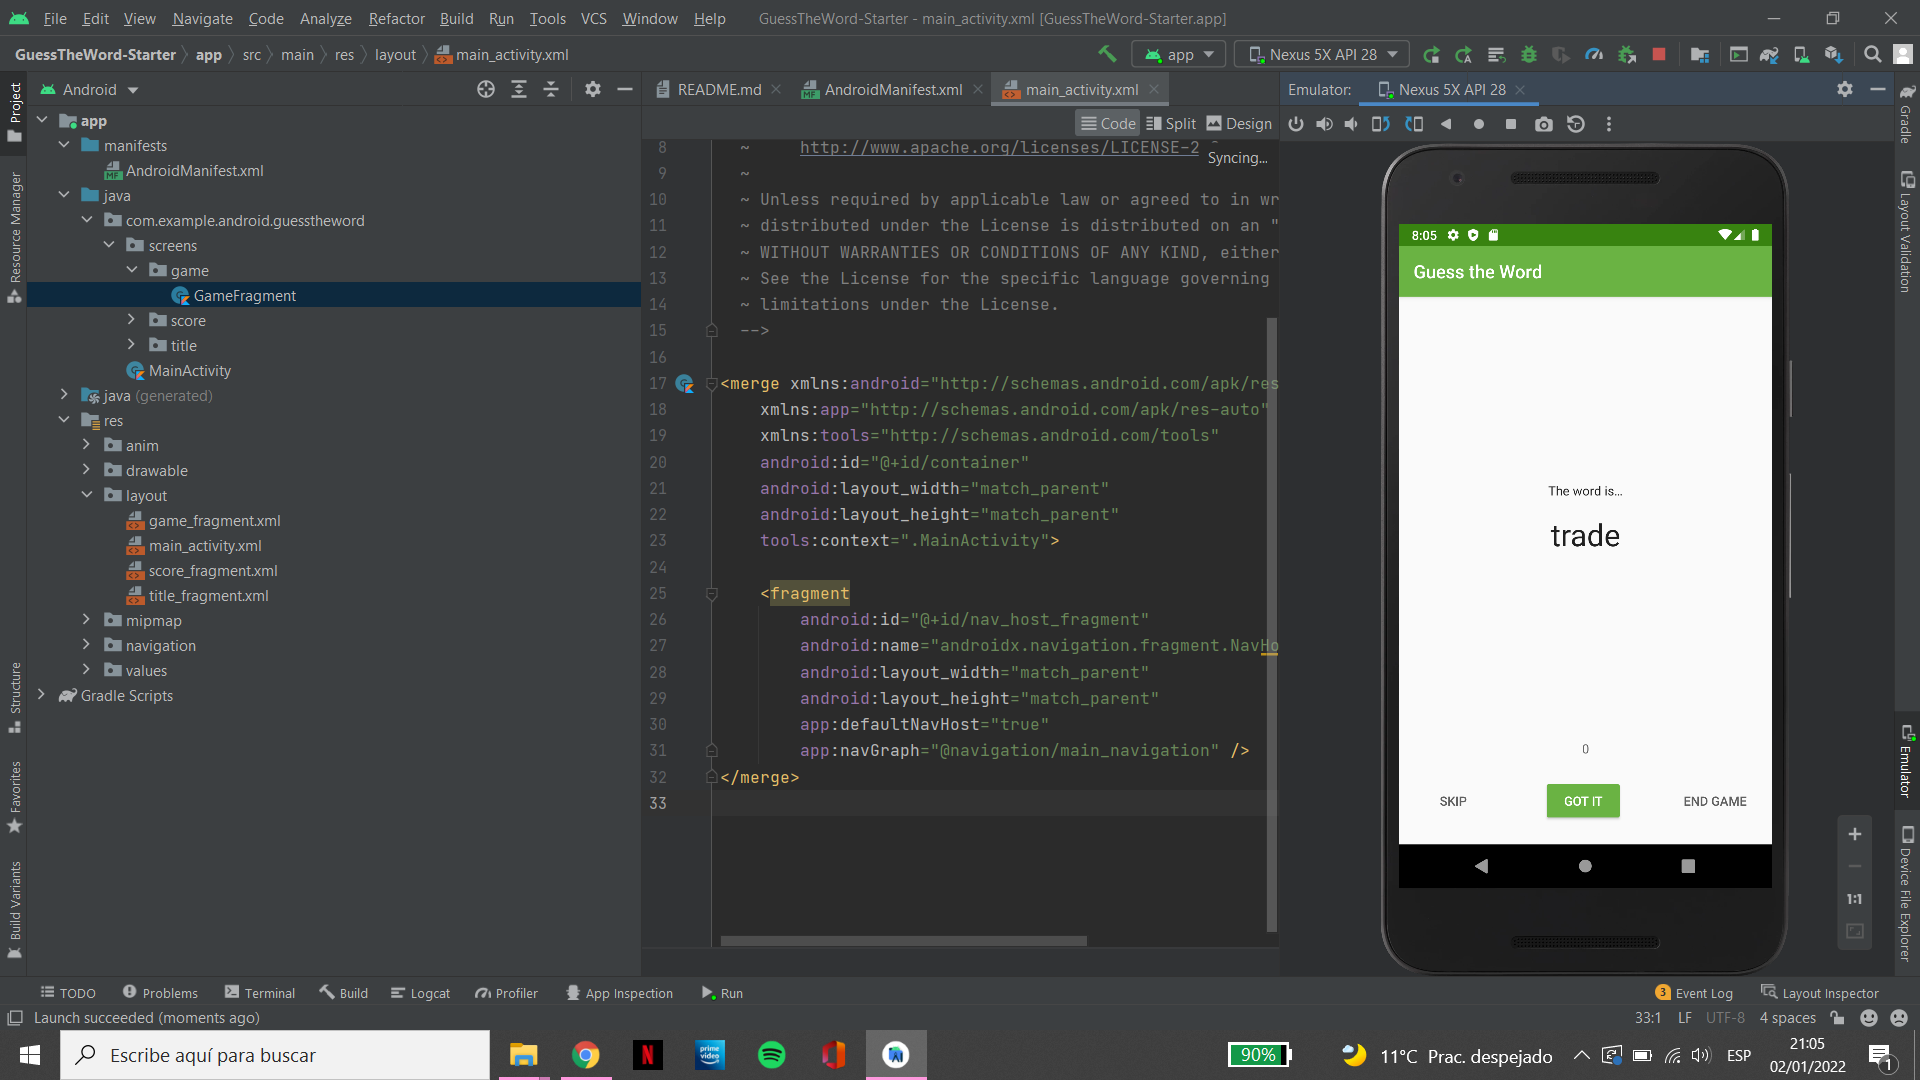 File Edit View Navigate Code Analyze Refactor Build Run Tools VCS Window Help GuessTheWord-Starter - main_activity.xml [GuessTheWord-Starter.app]
GuessTheWord-Starter app src main res layout main_activity.xml
app
Nexus 5X API 28
Android
README.md
AndroidManifest.xml
main_activity.xml
Emulator: Nexus 5X API 28
Code Split Design
Syncing...
Project
Resource Manager
Structure
Favorites
Build Variants
app
manifests
AndroidManifest.xml
java
com.example.android.guesstheword
screens
game
GameFragment
score
title
MainActivity
java (generated)
res
anim
drawable
layout
game_fragment.xml
main_activity.xml
score_fragment.xml
title_fragment.xml
mipmap
navigation
values
Gradle Scripts
8 ~ http://www.apache.org/licenses/LICENSE-2
9 ~
10 ~ Unless required by applicable law or agreed to in wr
11 ~ distributed under the License is distributed on an "
12 ~ WITHOUT WARRANTIES OR CONDITIONS OF ANY KIND, either
13 ~ See the License for the specific language governing
14 ~ limitations under the License.
15 -->
16
17 <merge xmlns:android="http://schemas.android.com/apk/res
18 xmlns:app="http://schemas.android.com/apk/res-auto"
19 xmlns:tools="http://schemas.android.com/tools"
20 android:id="@+id/container"
21 android:layout_width="match_parent"
22 android:layout_height="match_parent"
23 tools:context=".MainActivity">
24
25 <fragment
26 android:id="@+id/nav_host_fragment"
27 android:name="androidx.navigation.fragment.NavHo
28 android:layout_width="match_parent"
29 android:layout_height="match_parent"
30 app:defaultNavHost="true"
31 app:navGraph="@navigation/main_navigation" />
32 </merge>
33
8:05
Guess the Word
The word is...
trade
0
SKIP GOT IT END GAME
1:1
Gradle
Layout Validation
Emulator
Device File Explorer
TODO Problems Terminal Build Logcat Profiler App Inspection Run
3 Event Log Layout Inspector
Launch succeeded (moments ago)
33:1 LF UTF-8 4 spaces
Escribe aquí para buscar
prime video
90%
11°C Prac. despejado
ESP
21:05
02/01/2022
1